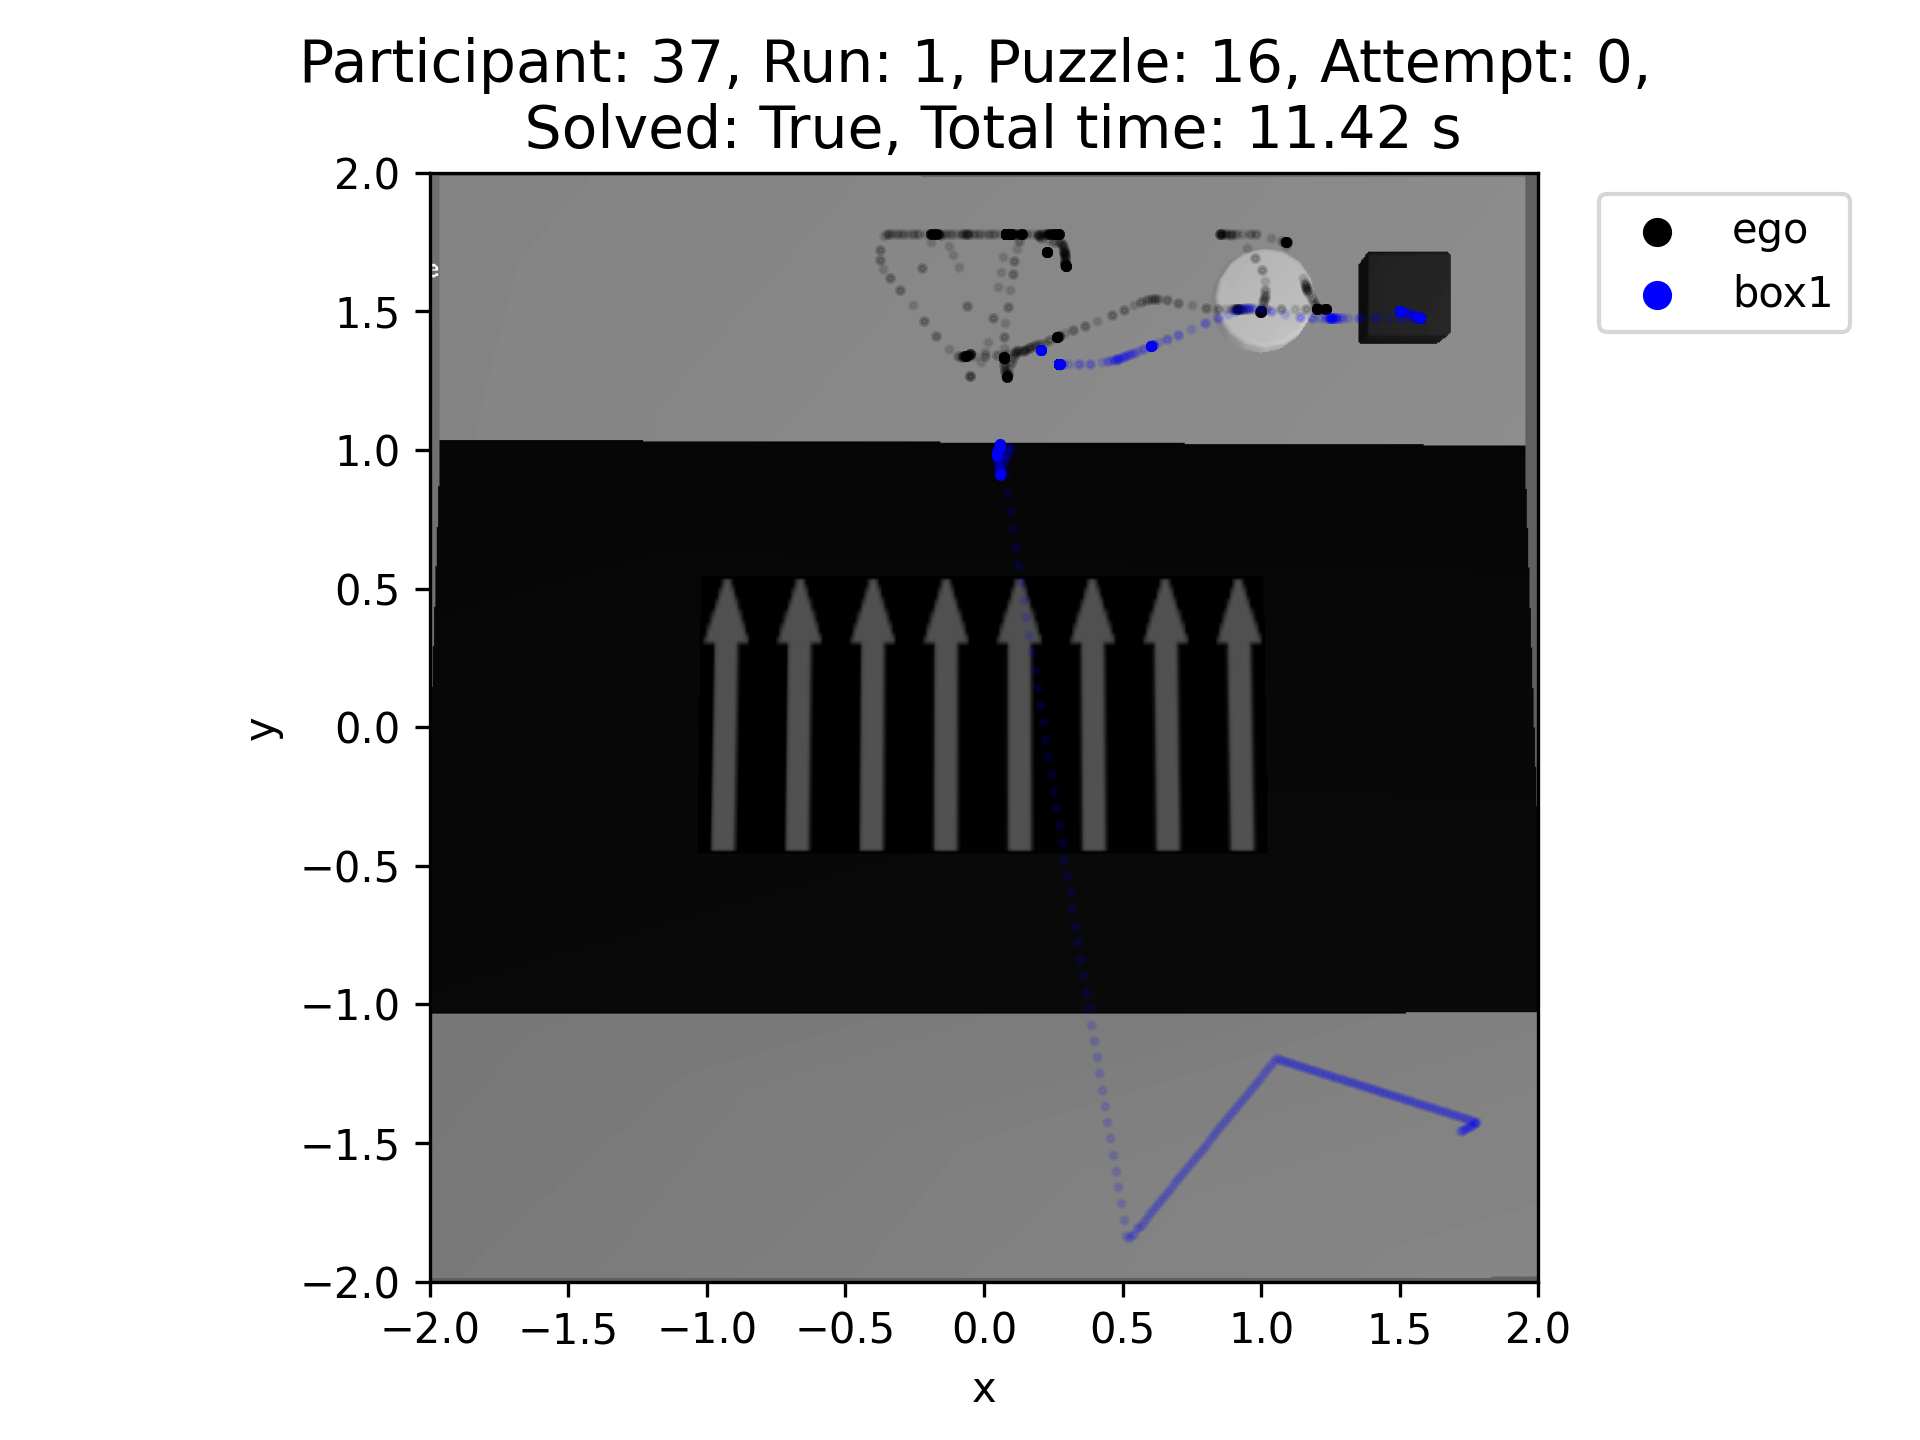 Participant: 37, Run: 1, Puzzle: 16, Attempt: 0,
Solved: True, Total time: 11.42 s
ego
box1
2.0
1.5
1.0
0.5
0.0
−0.5
−1.0
−1.5
−2.0
y
−2.0 −1.5 −1.0 −0.5 0.0 0.5 1.0 1.5 2.0
x